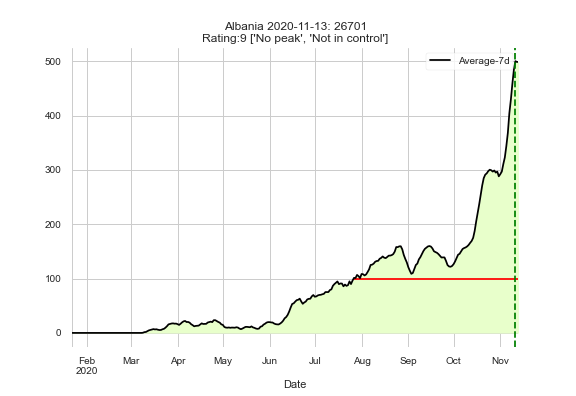 Albania 2020-11-13: 26701
Rating:9 ['No peak', 'Not in control']
Average-7d
500
400
300
200
100
0
Feb Mar Apr May Jun Jul Aug Sep Oct Nov
2020
Date